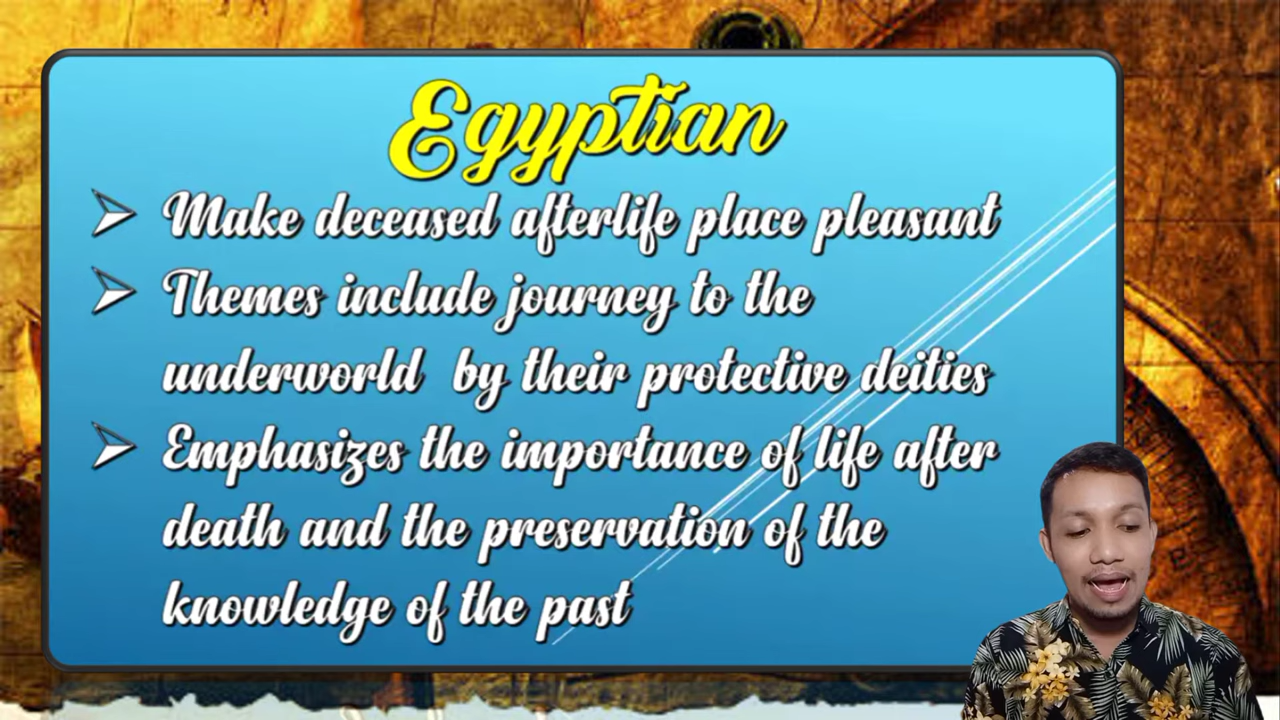 Egyptian
Make deceased afterlife place pleasant
Themes include journey to the
underworld by their protective deities
Emphasizes the importance of life after
death and the preservation of the
knowledge of the past